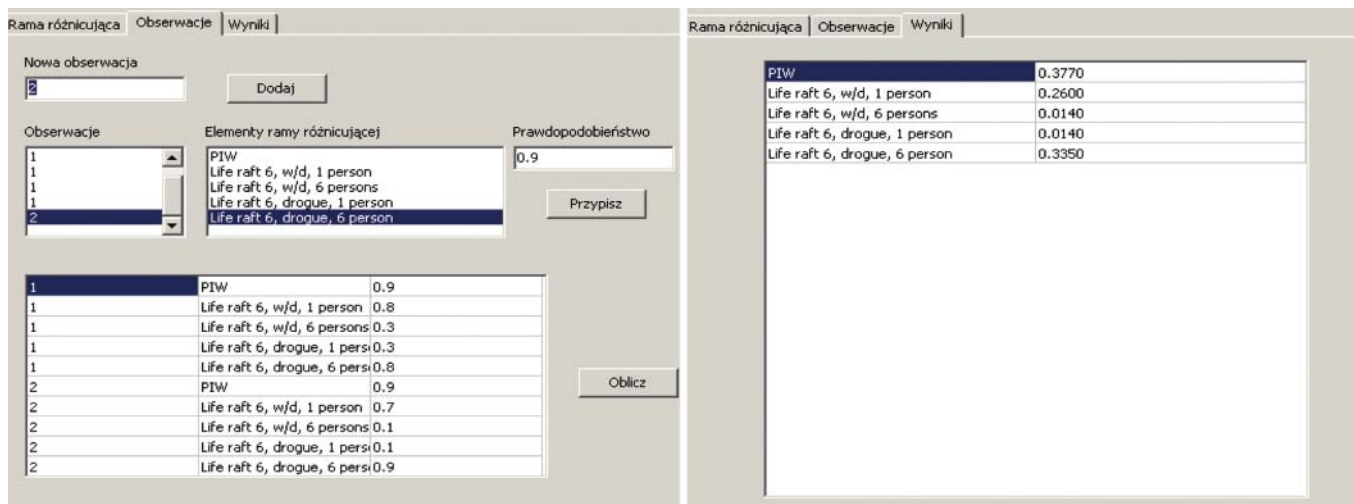 Rama różnicująca Obserwacje Wyniki
Nowa obserwacja
2 Dodaj
Obserwacje Elementy ramy różnicującej Prawdopodobieństwo
1 PIW 0.9
1 Life raft 6, w/d, 1 person
1 Life raft 6, w/d, 6 persons
1 Life raft 6, drogue, 1 person Przypisz
2 Life raft 6, drogue, 6 person
1 PIW 0.9
1 Life raft 6, w/d, 1 person 0.8
1 Life raft 6, w/d, 6 persons 0.3
1 Life raft 6, drogue, 1 pers 0.3
1 Life raft 6, drogue, 6 pers 0.8
2 PIW 0.9
Oblicz
2 Life raft 6, w/d, 1 person 0.7
2 Life raft 6, w/d, 6 persons 0.1
2 Life raft 6, drogue, 1 pers 0.1
2 Life raft 6, drogue, 6 pers 0.9
Rama różnicująca Obserwacje Wyniki
PIW 0.3770
Life raft 6, w/d, 1 person 0.2600
Life raft 6, w/d, 6 persons 0.0140
Life raft 6, drogue, 1 person 0.0140
Life raft 6, drogue, 6 person 0.3350